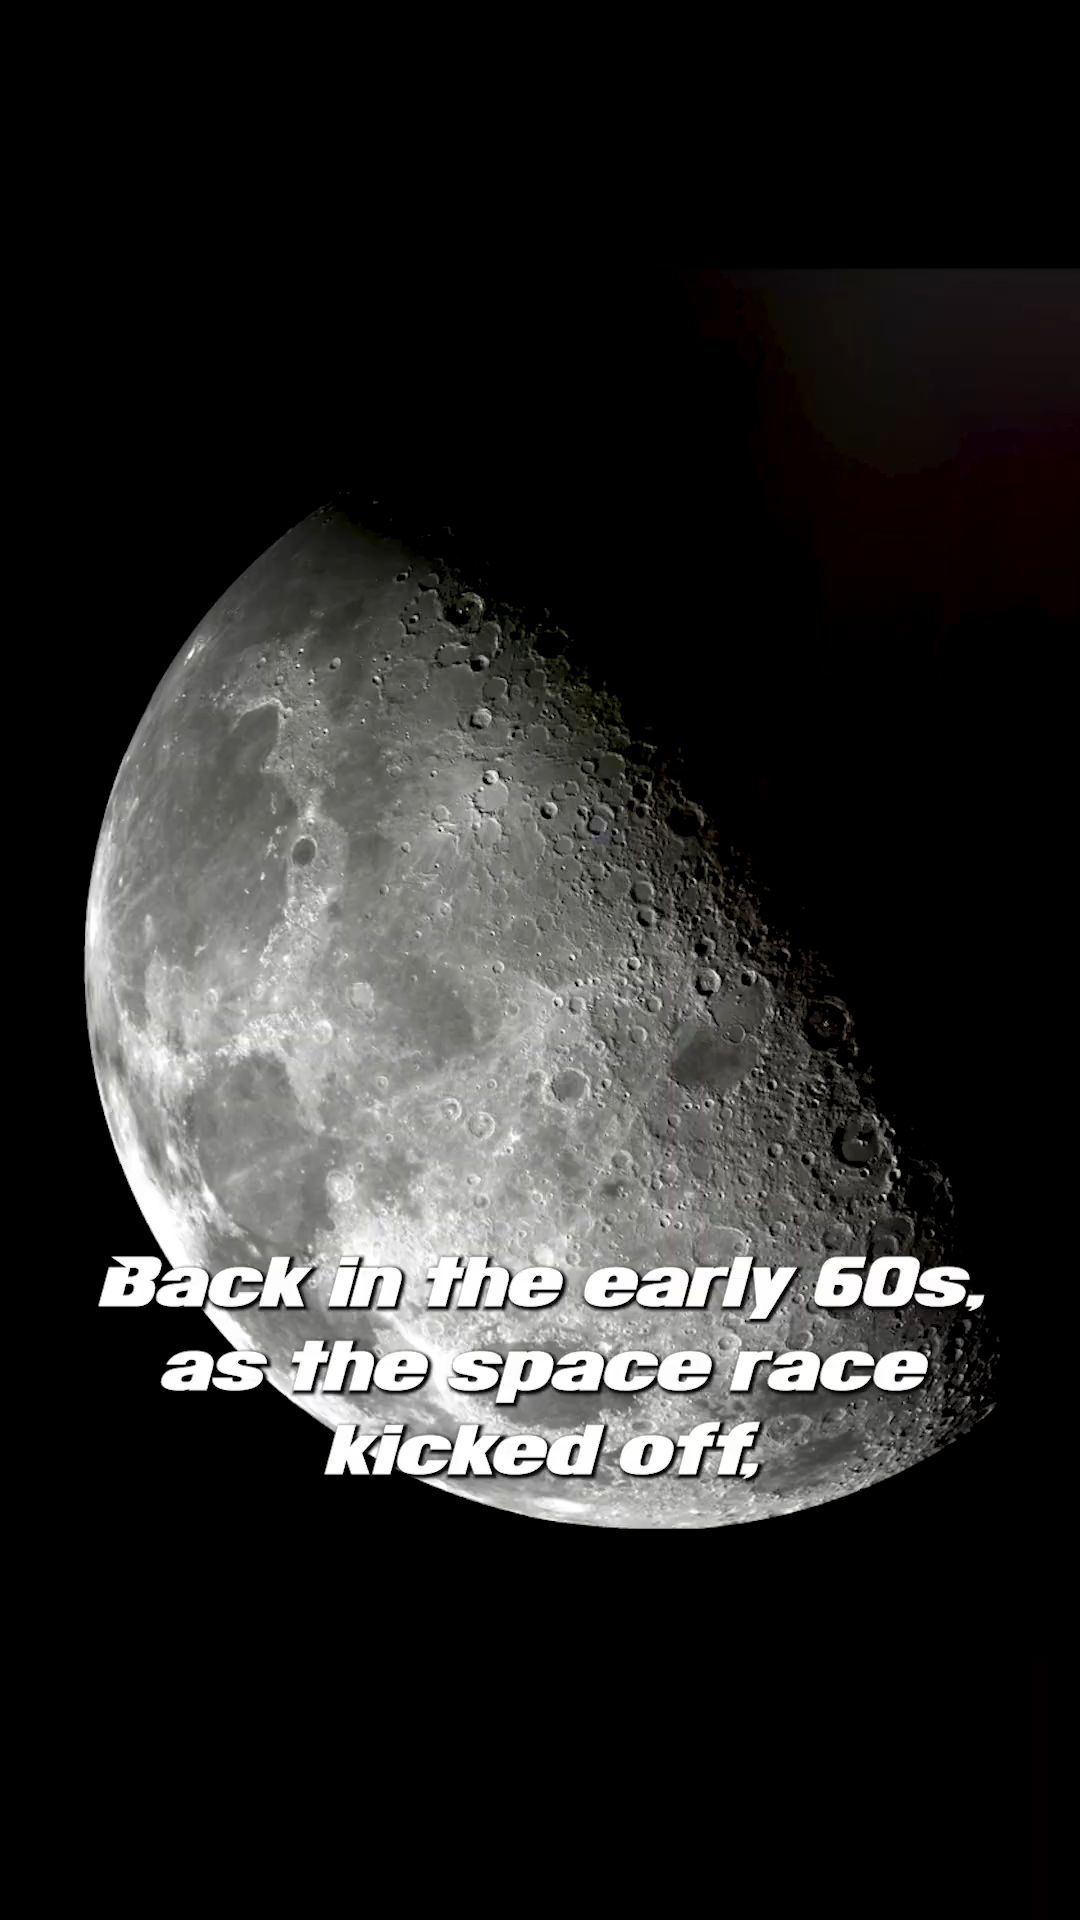 Back in the early 60s,
as the space race
kicked off,